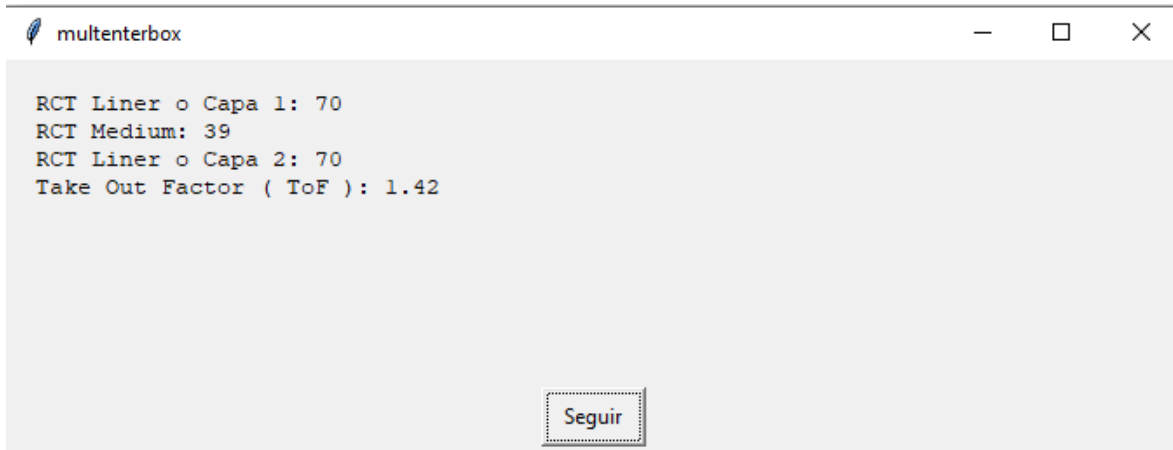 multenterbox
RCT Liner o Capa 1: 70
RCT Medium: 39
RCT Liner o Capa 2: 70
Take Out Factor ( ToF ): 1.42
Seguir